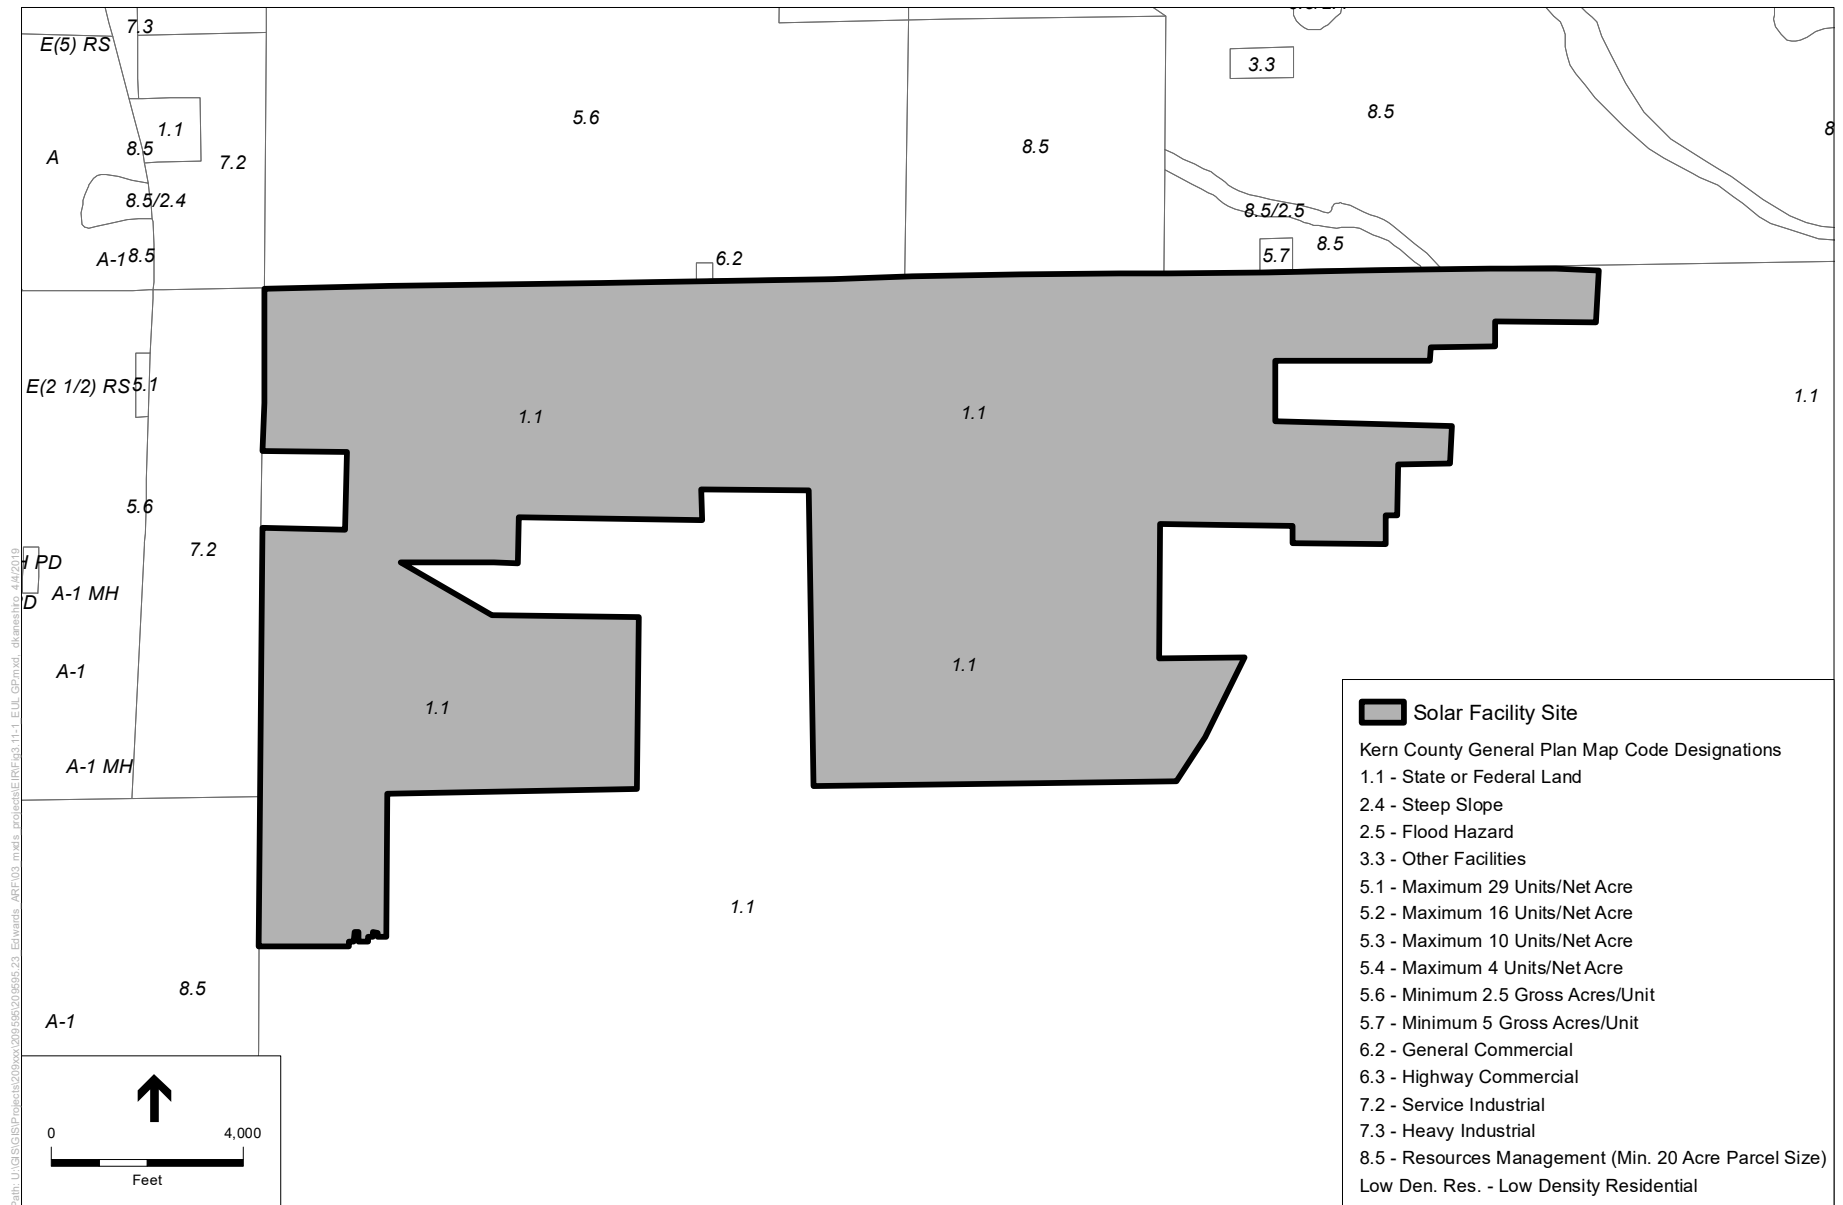 7.3
E(5) RS
3.3
5.6
8.5
1.1
8.5
8
8.5
A
7.2
8.5/2.4
8.5/2.5
8.5
A-1
8.5
6.2
5.7
E(2 1/2) RS
5.1
1.1
1.1
1.1
5.6
7.2
PD
A-1 MH
A-1
1.1
1.1
A-1 MH
1.1
8.5
A-1
0
4,000
Feet
Solar Facility Site
Kern County General Plan Map Code Designations
1.1 - State or Federal Land
2.4 - Steep Slope
2.5 - Flood Hazard
3.3 - Other Facilities
5.1 - Maximum 29 Units/Net Acre
5.2 - Maximum 16 Units/Net Acre
5.3 - Maximum 10 Units/Net Acre
5.4 - Maximum 4 Units/Net Acre
5.6 - Minimum 2.5 Gross Acres/Unit
5.7 - Minimum 5 Gross Acres/Unit
6.2 - General Commercial
6.3 - Highway Commercial
7.2 - Service Industrial
7.3 - Heavy Industrial
8.5 - Resources Management (Min. 20 Acre Parcel Size)
Low Den. Res. - Low Density Residential